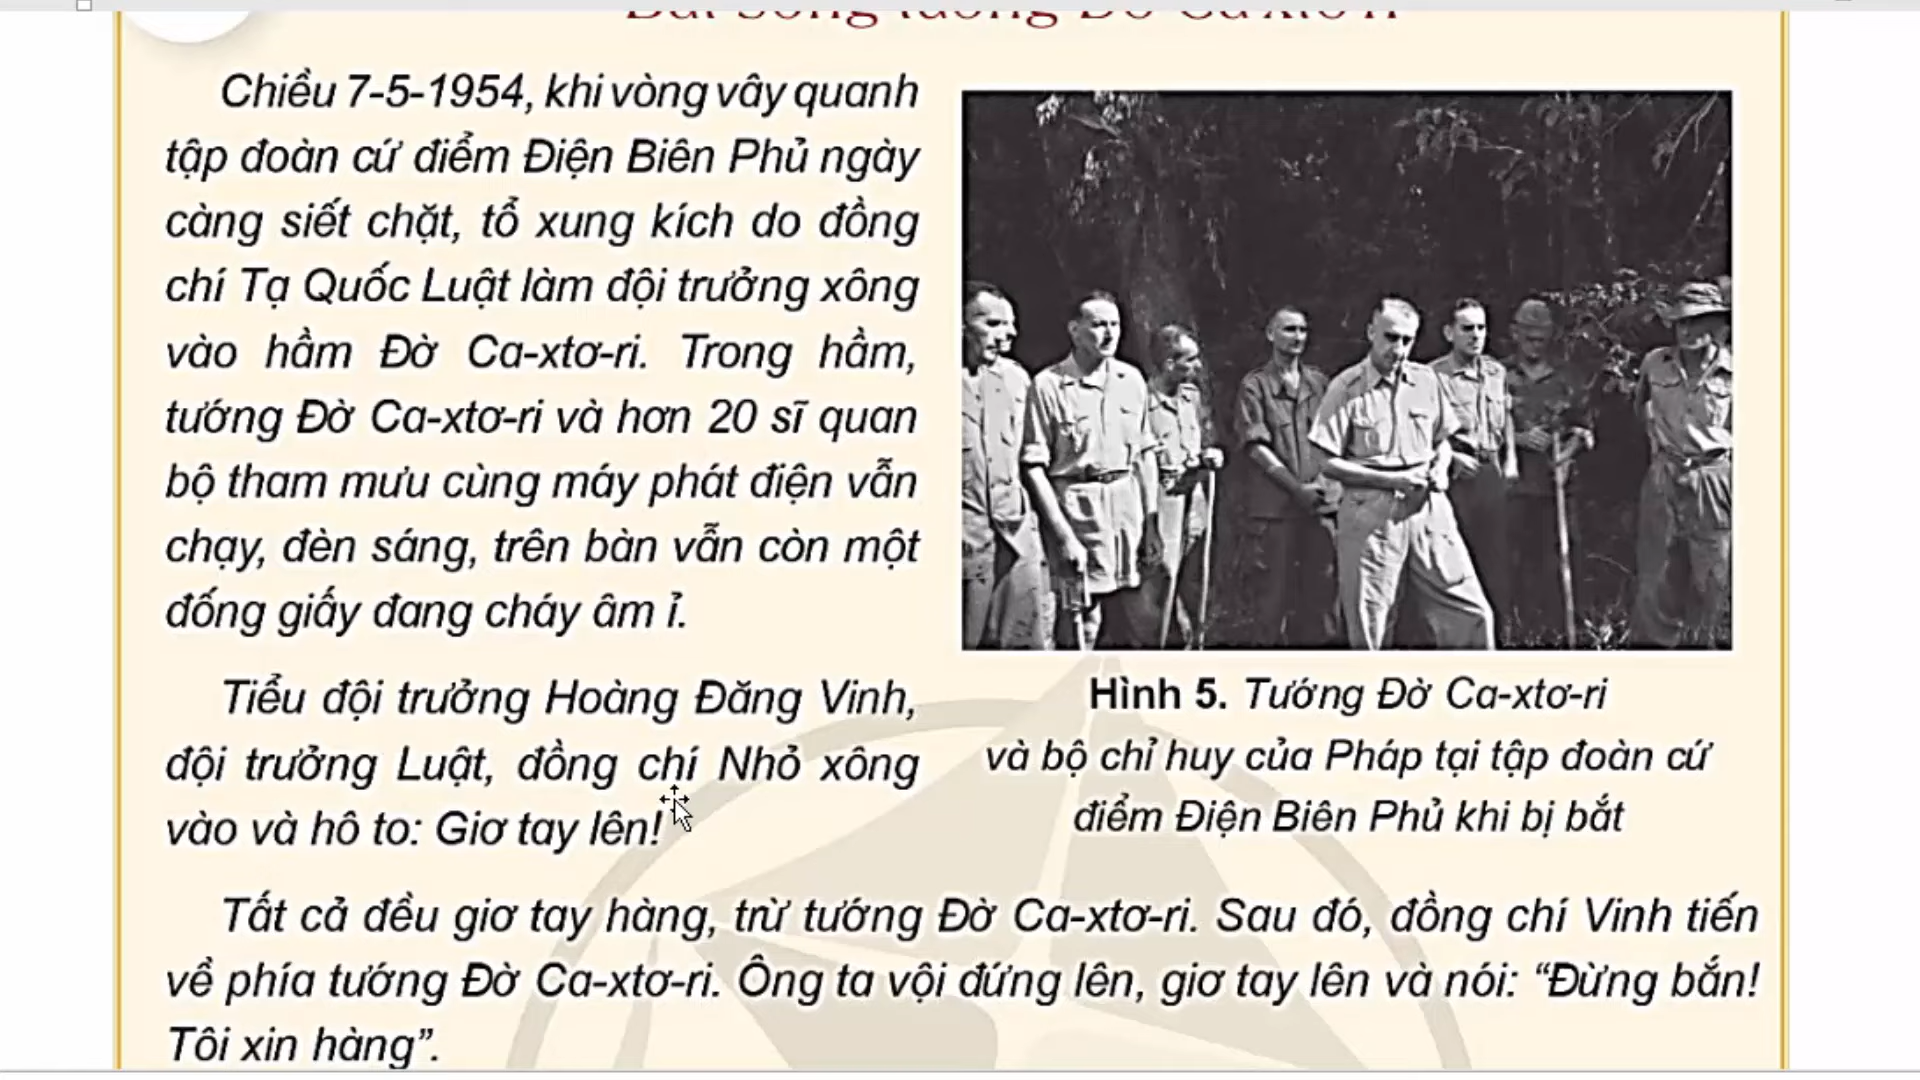 Bắt sống tướng Đờ Ca-xtơ-ri
Chiều 7-5-1954, khi vòng vây quanh
tập đoàn cứ điểm Điện Biên Phủ ngày
càng siết chặt, tổ xung kích do đồng
chí Tạ Quốc Luật làm đội trưởng xông
vào hầm Đờ Ca-xtơ-ri. Trong hầm,
tướng Đờ Ca-xtơ-ri và hơn 20 sĩ quan
bộ tham mưu cùng máy phát điện vẫn
chạy, đèn sáng, trên bàn vẫn còn một
đống giấy đang cháy âm ỉ.
Tiểu đội trưởng Hoàng Đăng Vinh,
đội trưởng Luật, đồng chí Nhỏ xông
vào và hô to: Giơ tay lên!
Hình 5. Tướng Đờ Ca-xtơ-ri
và bộ chỉ huy của Pháp tại tập đoàn cứ
điểm Điện Biên Phủ khi bị bắt
Tất cả đều giơ tay hàng, trừ tướng Đờ Ca-xtơ-ri. Sau đó, đồng chí Vinh tiến
về phía tướng Đờ Ca-xtơ-ri. Ông ta vội đứng lên, giơ tay lên và nói: “Đừng bắn!
Tôi xin hàng”.